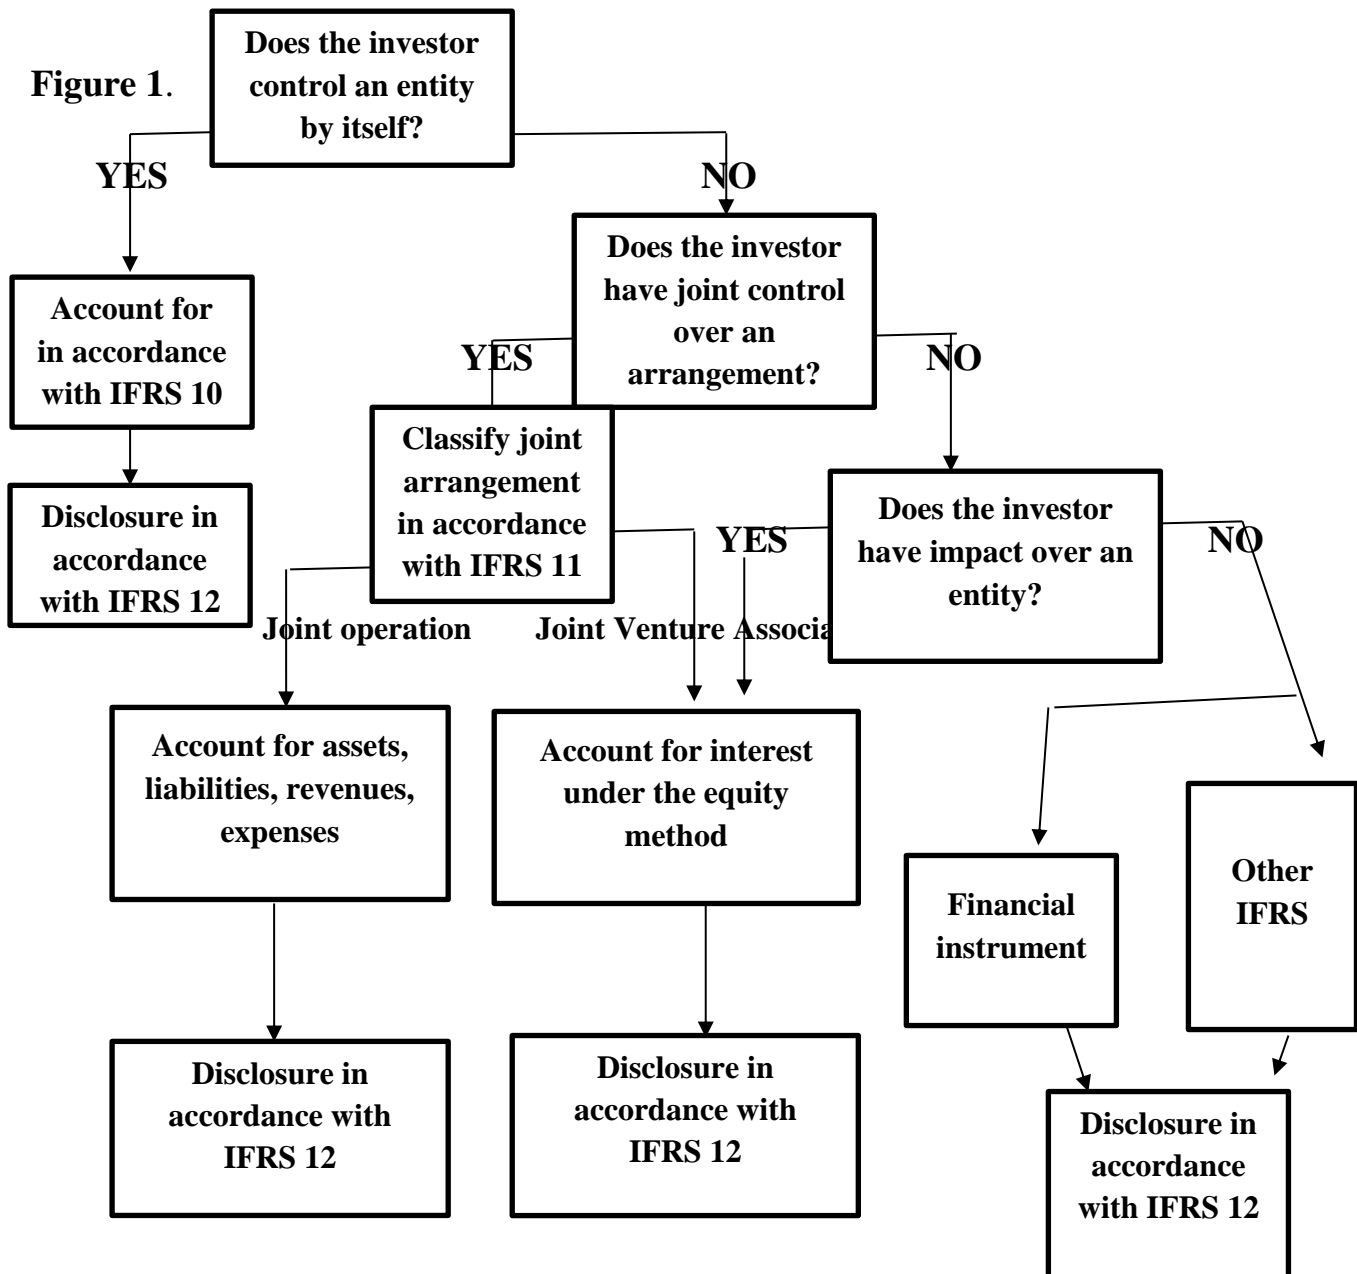 Figure 1.
Does the investor
control an entity
by itself?
YES
NO
Account for
in accordance
with IFRS 10
Disclosure in
accordance
with IFRS 12
Does the investor
have joint control
over an
arrangement?
YES
NO
Classify joint
arrangement
in accordance
with IFRS 11
Does the investor
have impact over an
entity?
YES
NO
Joint operation
Joint Venture
Account for assets,
liabilities, revenues,
expenses
Account for interest
under the equity
method
Financial
instrument
Other
IFRS
Disclosure in
accordance with
IFRS 12
Disclosure in
accordance with
IFRS 12
Disclosure in
accordance
with IFRS 12